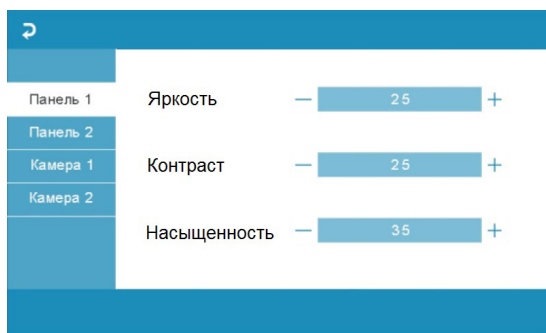 Панель 1
Панель 2
Камера 1
Камера 2
Яркость — 25 +
Контраст — 25 +
Насыщенность — 35 +